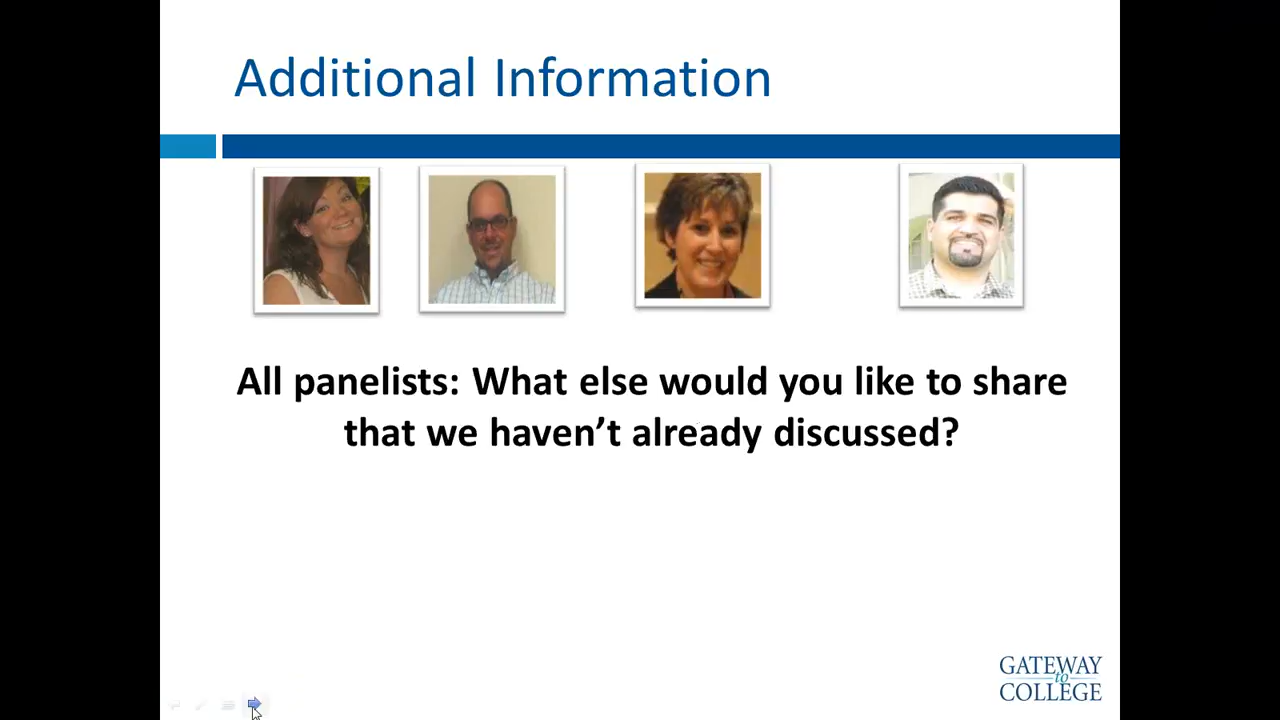 Additional Information
All panelists: What else would you like to share
that we haven’t already discussed?
GATEWAY
to
COLLEGE